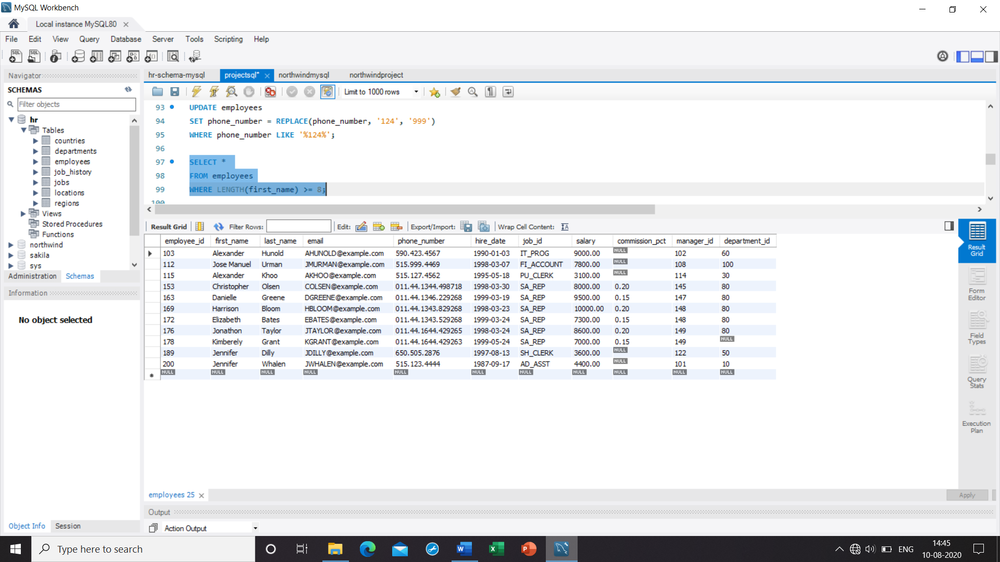 MySQL Workbench
Local instance MySQL80
File Edit View Query Database Server Tools Scripting Help
Navigator
SCHEMAS
Filter objects
hr
Tables
countries
departments
employees
job_history
jobs
locations
regions
Views
Stored Procedures
Functions
northwind
sakila
sys
Administration Schemas
Information
No object selected
Object Info Session
hr-schema-mysql projectsql* northwindmysql northwindproject
Limit to 1000 rows
93 UPDATE employees
94 SET phone_number = REPLACE(phone_number, '124', '999')
95 WHERE phone_number LIKE '%124%';
96
97 SELECT *
98 FROM employees
99 WHERE LENGTH(first_name) >= 8;
100
Result Grid Filter Rows: Edit: Export/Import: Wrap Cell Content:
employee_id first_name last_name email phone_number hire_date job_id salary commission_pct manager_id department_id
103 Alexander Hunold AHUNOLD@example.com 590.423.4567 1990-01-03 IT_PROG 9000.00 NULL 102 60
112 Jose Manuel Urman JMURMAN@example.com 515.999.4469 1998-03-07 FI_ACCOUNT 7800.00 NULL 108 100
115 Alexander Khoo AKHOO@example.com 515.127.4562 1995-05-18 PU_CLERK 3100.00 NULL 114 30
153 Christopher Olsen COLSEN@example.com 011.44.1344.498718 1998-03-30 SA_REP 8000.00 0.20 145 80
163 Danielle Greene DGREENE@example.com 011.44.1346.229268 1999-03-19 SA_REP 9500.00 0.15 147 80
169 Harrison Bloom HBLOOM@example.com 011.44.1343.829268 1998-03-23 SA_REP 10000.00 0.20 148 80
172 Elizabeth Bates EBATES@example.com 011.44.1343.529268 1999-03-24 SA_REP 7300.00 0.15 148 80
176 Jonathon Taylor JTAYLOR@example.com 011.44.1644.429265 1998-03-24 SA_REP 8600.00 0.20 149 80
178 Kimberely Grant KGRANT@example.com 011.44.1644.429263 1999-05-24 SA_REP 7000.00 0.15 149 NULL
189 Jennifer Dilly JDILLY@example.com 650.505.2876 1997-08-13 SH_CLERK 3600.00 NULL 122 50
200 Jennifer Whalen JWHALEN@example.com 515.123.4444 1987-09-17 AD_ASST 4400.00 NULL 101 10
NULL NULL NULL NULL NULL NULL NULL NULL NULL NULL NULL
Result
Grid
Form
Editor
Field
Types
Query
Stats
Execution
Plan
employees 25
Apply
Output
Action Output
Type here to search
ENG
14:45
10-08-2020